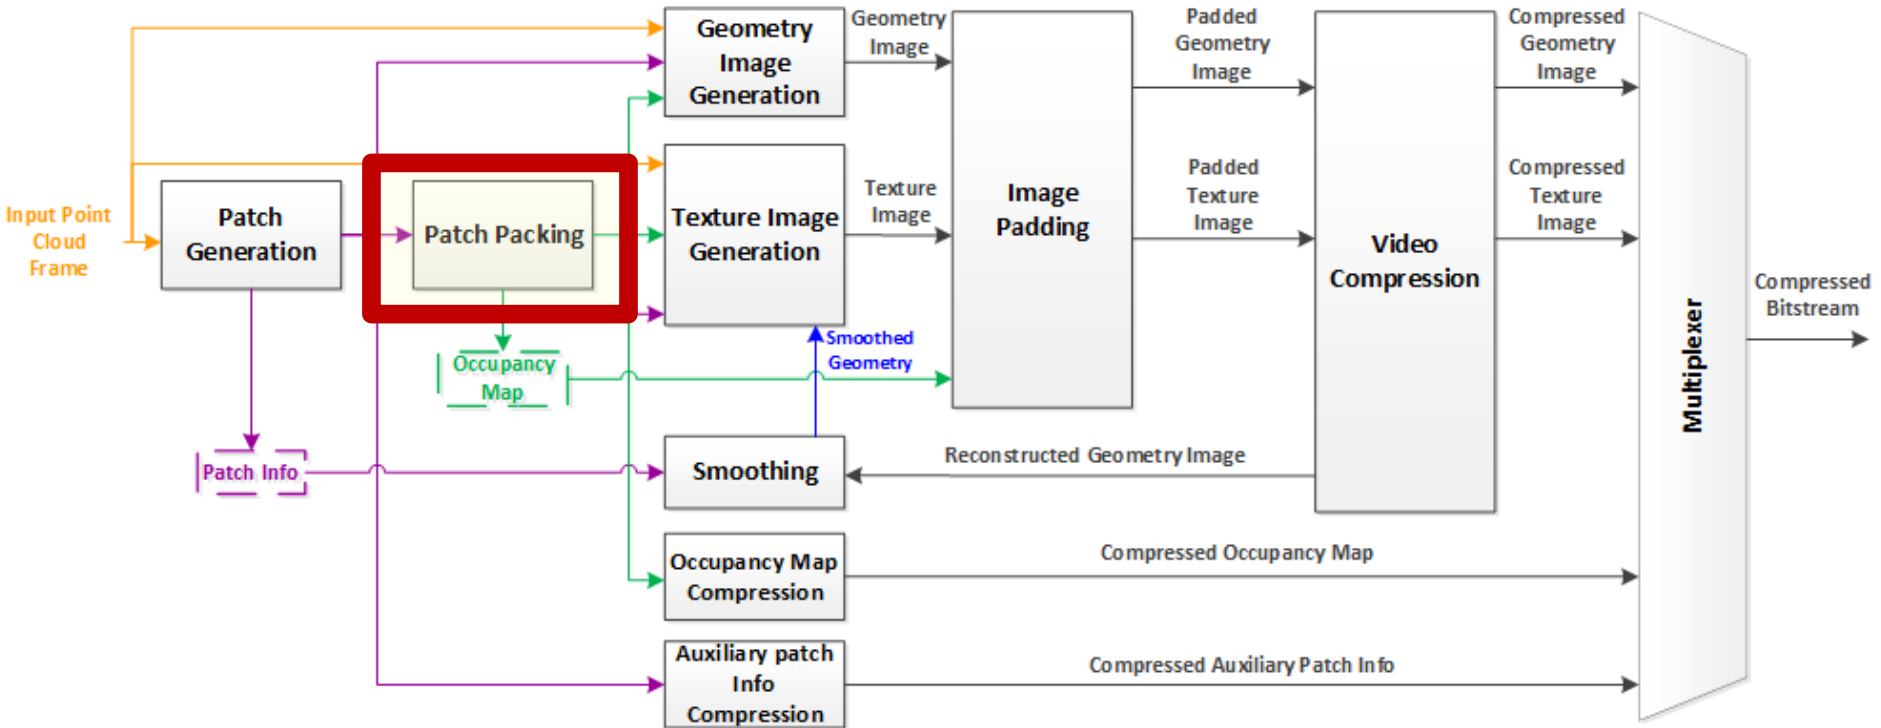 Geometry
Image
Generation
Geometry
Image
Padded
Geometry
Image
Compressed
Geometry
Image
Input Point
Cloud
Frame
Patch
Generation
Patch Packing
Texture Image
Generation
Texture
Image
Image
Padding
Padded
Texture
Image
Video
Compression
Compressed
Texture
Image
Multiplexer
Compressed
Bitstream
Occupancy
Map
Smoothed
Geometry
Patch Info
Smoothing
Reconstructed Geometry Image
Occupancy Map
Compression
Compressed Occupancy Map
Auxiliary patch
Info
Compression
Compressed Auxiliary Patch Info